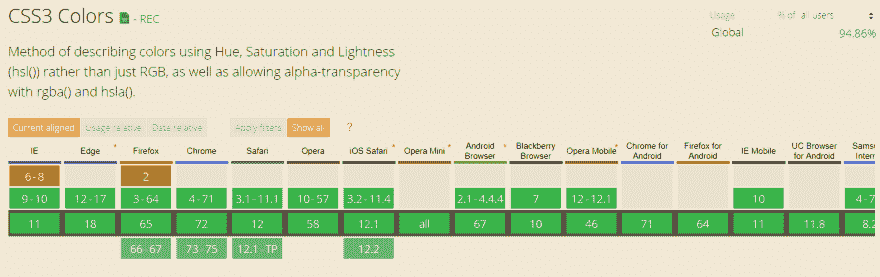 CSS3 Colors - REC
Usage % of all users
Global 94.86%
Method of describing colors using Hue, Saturation and Lightness
(hsl()) rather than just RGB, as well as allowing alpha-transparency
with rgba() and hsla().
Current aligned Usage relative Date relative Apply filters Show all ?
IE Edge * Firefox Chrome Safari Opera iOS Safari * Opera Mini * Android Browser * Blackberry Browser Opera Mobile * Chrome for Android Firefox for Android IE Mobile UC Browser for Android
6-8 2
9-10 12-17 3-64 4-71 3.1-11.1 10-57 3.2-11.4 2.1-4.4.4 7 12-12.1 10 4-7
11 18 65 72 12 58 12.1 all 67 10 46 71 64 11 11.8 8.2
66-67 73-75 12.1-TP 12.2